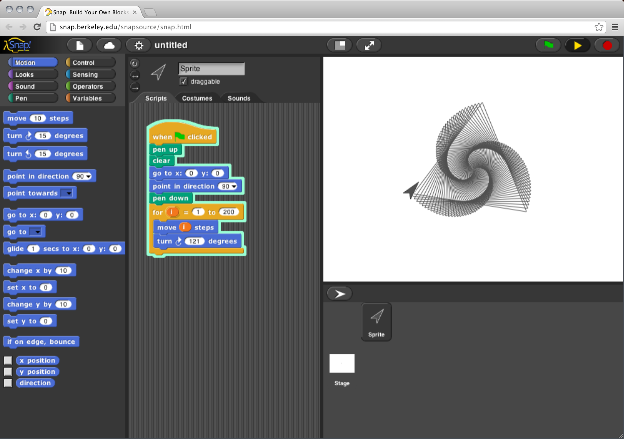 Snap! Build Your Own Blocks
snap.berkeley.edu/snapsource/snap.html
Snap!
untitled
Motion Control
Looks Sensing
Sound Operators
Pen Variables
move 10 steps
turn 15 degrees
turn 15 degrees
point in direction 90
point towards
go to x: 0 y: 0
go to
glide 1 secs to x: 0 y: 0
change x by 10
set x to 0
change y by 10
set y to 0
if on edge, bounce
x position
y position
direction
Sprite
draggable
Scripts Costumes Sounds
when clicked
pen up
clear
go to x: 0 y: 0
point in direction 90
pen down
for i = 1 to 200
move i steps
turn 121 degrees
Sprite
Stage